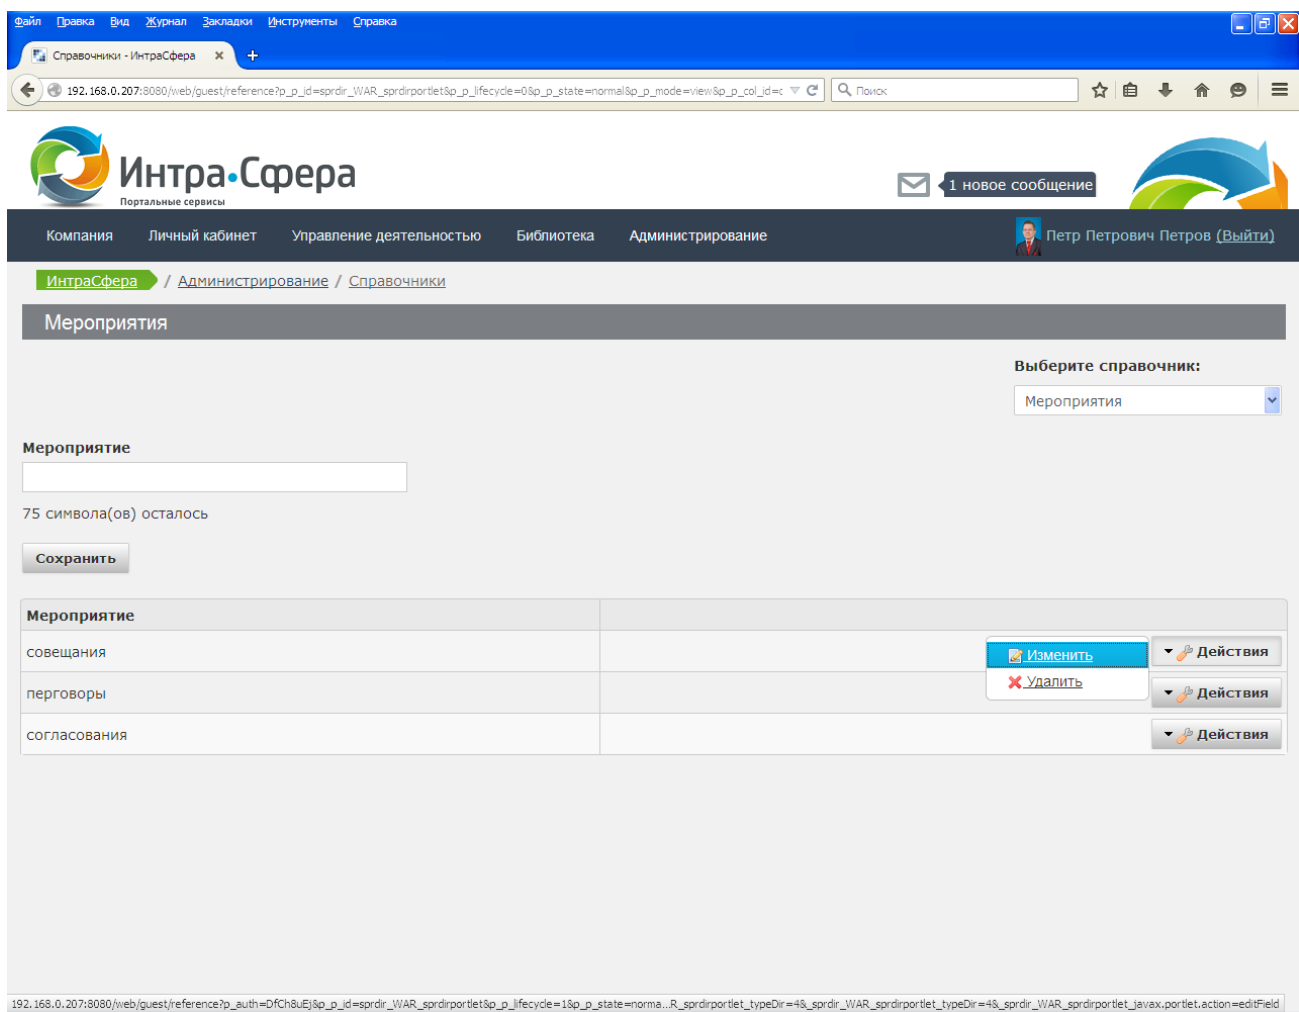 Файл Правка Вид Журнал Закладки Инструменты Справка
Справочники - ИнтраСфера
192.168.0.207:8080/web/guest/reference?p_p_id=sprdir_WAR_sprdirportlet&p_p_lifecycle=0&p_p_state=normal&p_p_mode=view&p_p_col_id=c
Поиск
Интра•Сфера
Портальные сервисы
1 новое сообщение
Компания Личный кабинет Управление деятельностью Библиотека Администрирование Петр Петрович Петров (Выйти)
ИнтраСфера / Администрирование / Справочники
Мероприятия
Выберите справочник:
Мероприятия
Мероприятие
75 символа(ов) осталось
Сохранить
Мероприятие
совещания
Изменить
Действия
Удалить
перговоры
Действия
согласования
Действия
192.168.0.207:8080/web/guest/reference?p_auth=DfCh8uEj&p_p_id=sprdir_WAR_sprdirportlet&p_p_lifecycle=1&p_p_state=norma...R_sprdirportlet_typeDir=4&_sprdir_WAR_sprdirportlet_typeDir=4&_sprdir_WAR_sprdirportlet_javax.portlet.action=editField